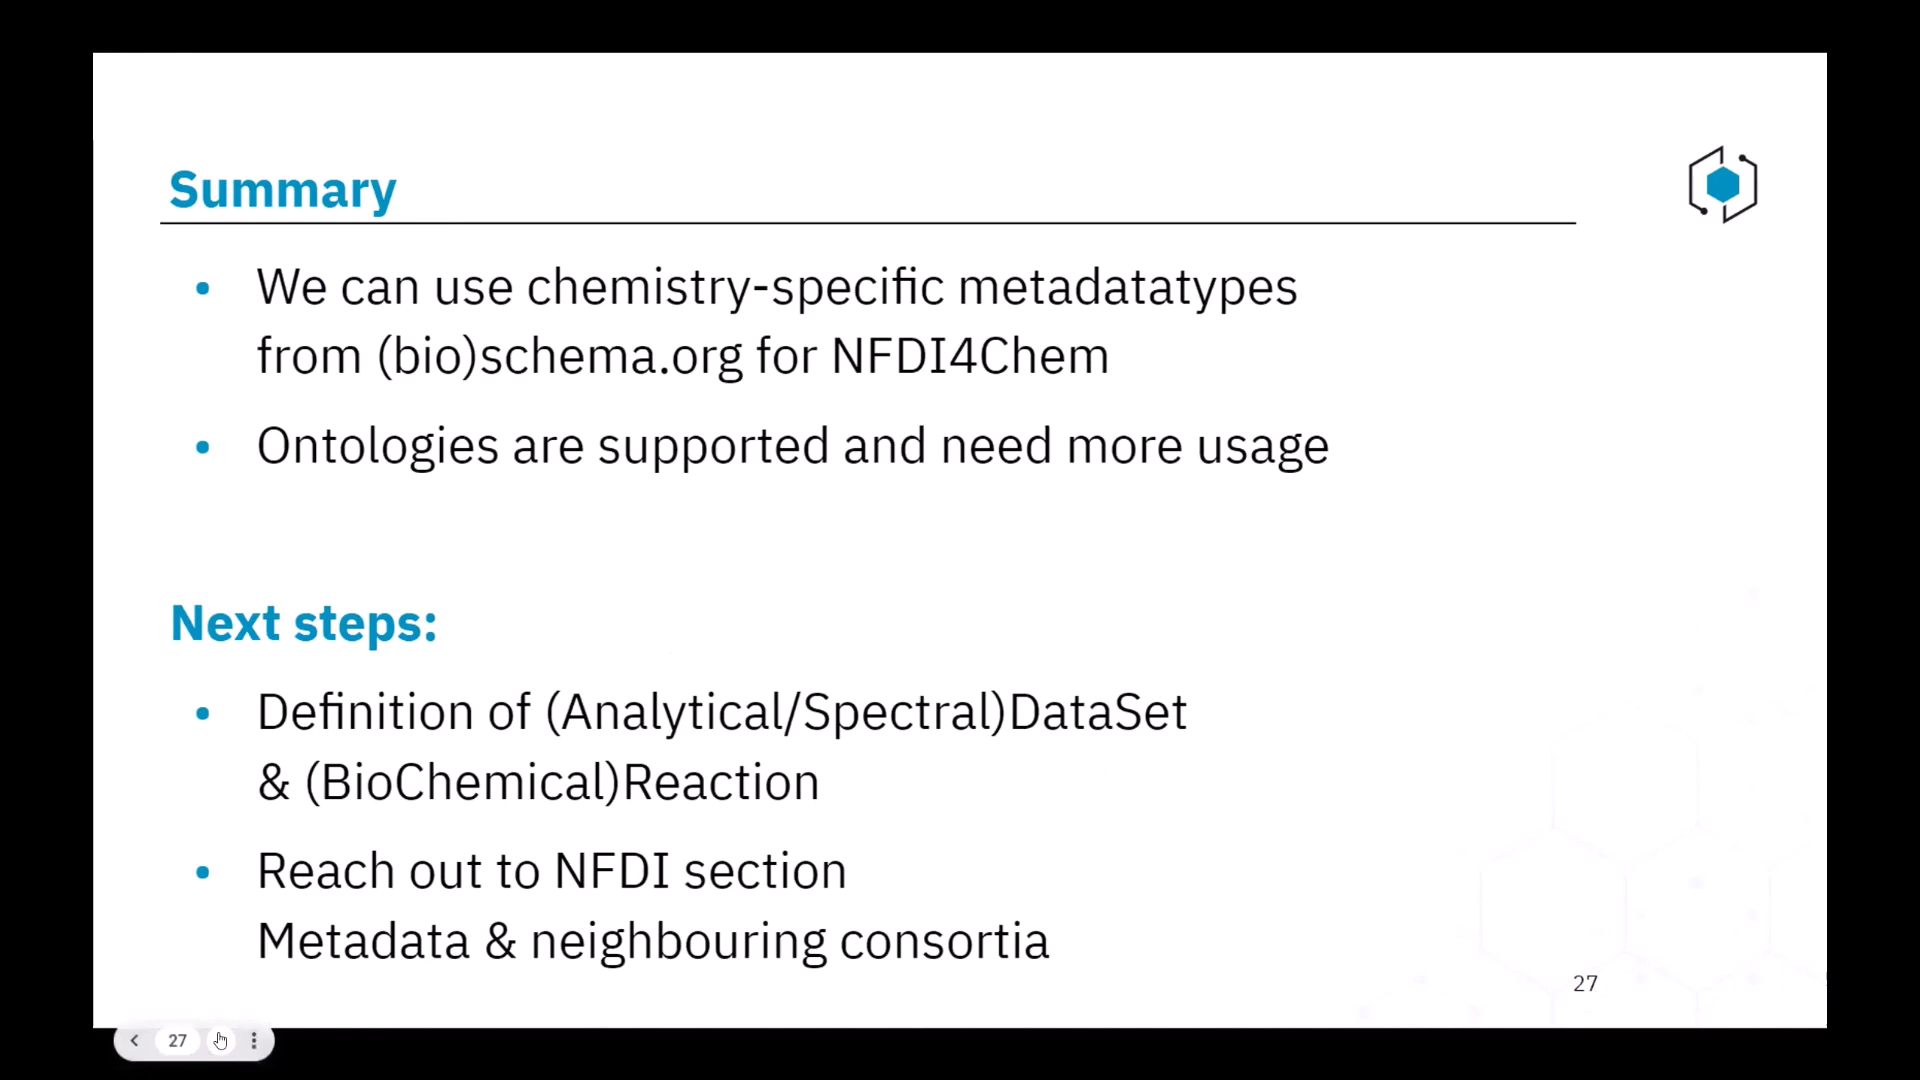 Summary
• We can use chemistry-specific metadatatypes
from (bio)schema.org for NFDI4Chem
• Ontologies are supported and need more usage
Next steps:
• Definition of (Analytical/Spectral)DataSet
& (BioChemical)Reaction
• Reach out to NFDI section
Metadata & neighbouring consortia
27
27